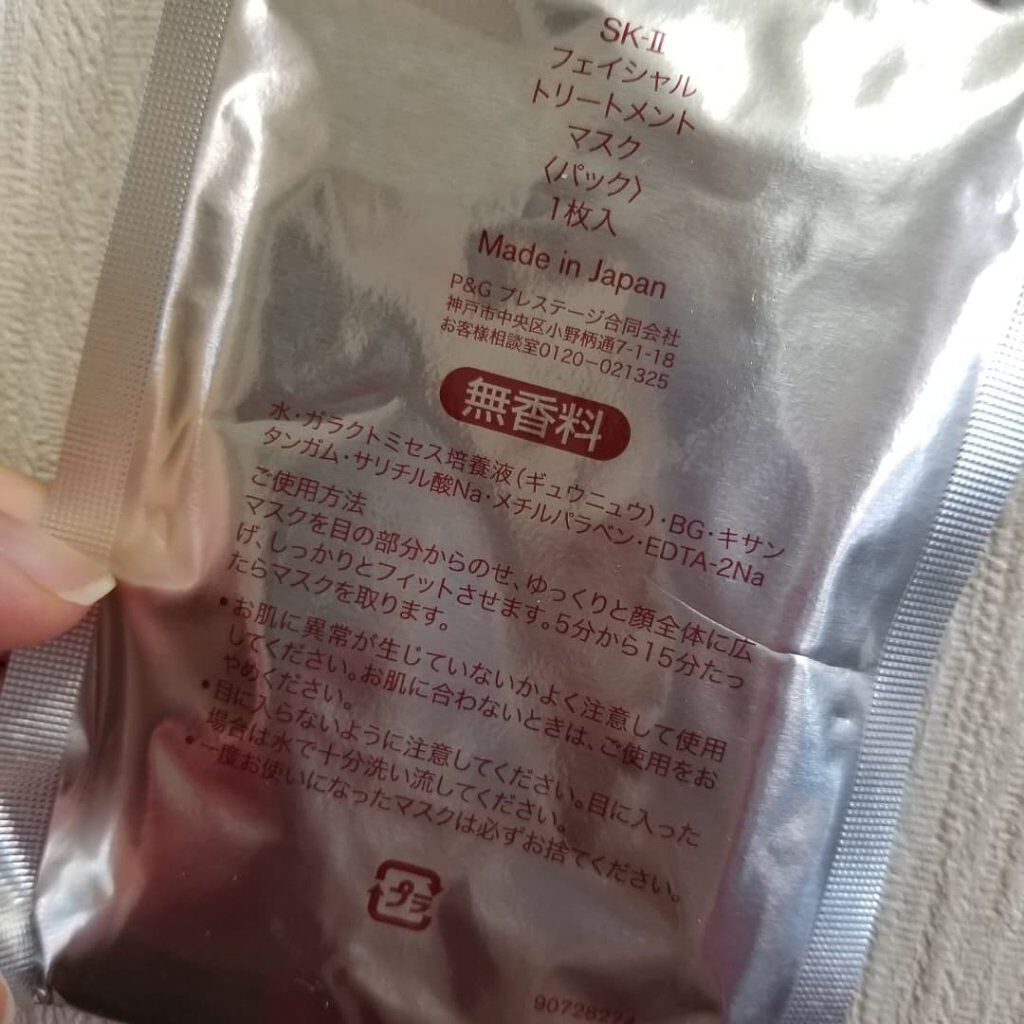 SK-II
フェイシャル
トリートメント
マスク
〈パック〉
1枚入
Made in Japan
P&G プレステージ合同会社
神戸市中央区小野柄通7-1-18
お客様相談室0120－021325
無香料
水・ガラクトミセス培養液（ギュウニュウ）・BG・キサン
タンガム・サリチル酸Na・メチルパラベン・EDTA-2Na
ご使用方法
マスクを目の部分からのせ、ゆっくりと顔全体に広
げ、しっかりとフィットさせます。5分から15分たっ
たらマスクを取ります。
•お肌に異常が生じていないかよく注意して使用
してください。お肌に合わないときは、ご使用をお
やめください。
•目に入らないように注意してください。目に入った
場合は水で十分洗い流してください。
•一度お使いになったマスクは必ずお捨てください。
プラ